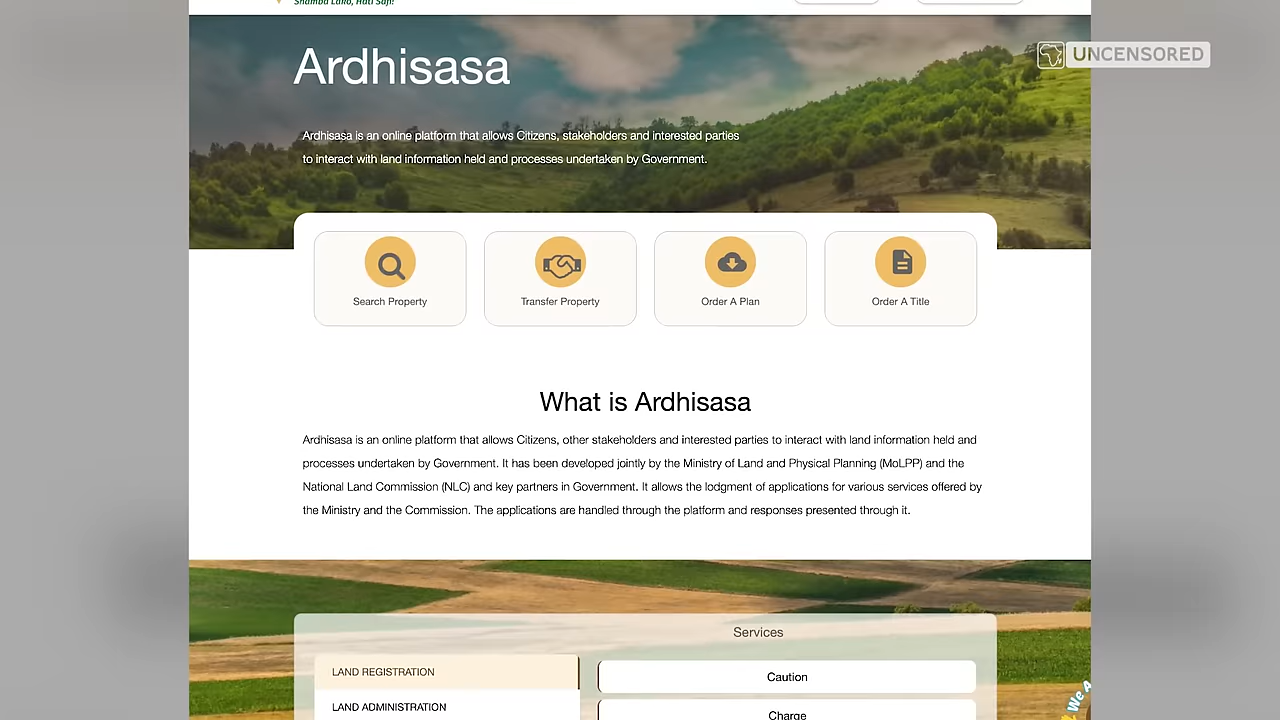 Shamba Lako, Haki Safi!
Ardhisasa
UNCENSORED
Ardhisasa is an online platform that allows Citizens, stakeholders and interested parties
to interact with land information held and processes undertaken by Government.
Search Property
Transfer Property
Order A Plan
Order A Title
What is Ardhisasa
Ardhisasa is an online platform that allows Citizens, other stakeholders and interested parties to interact with land information held and
processes undertaken by Government. It has been developed jointly by the Ministry of Land and Physical Planning (MoLPP) and the
National Land Commission (NLC) and key partners in Government. It allows the lodgment of applications for various services offered by
the Ministry and the Commission. The applications are handled through the platform and responses presented through it.
Services
LAND REGISTRATION
Caution
LAND ADMINISTRATION
Charge
We A